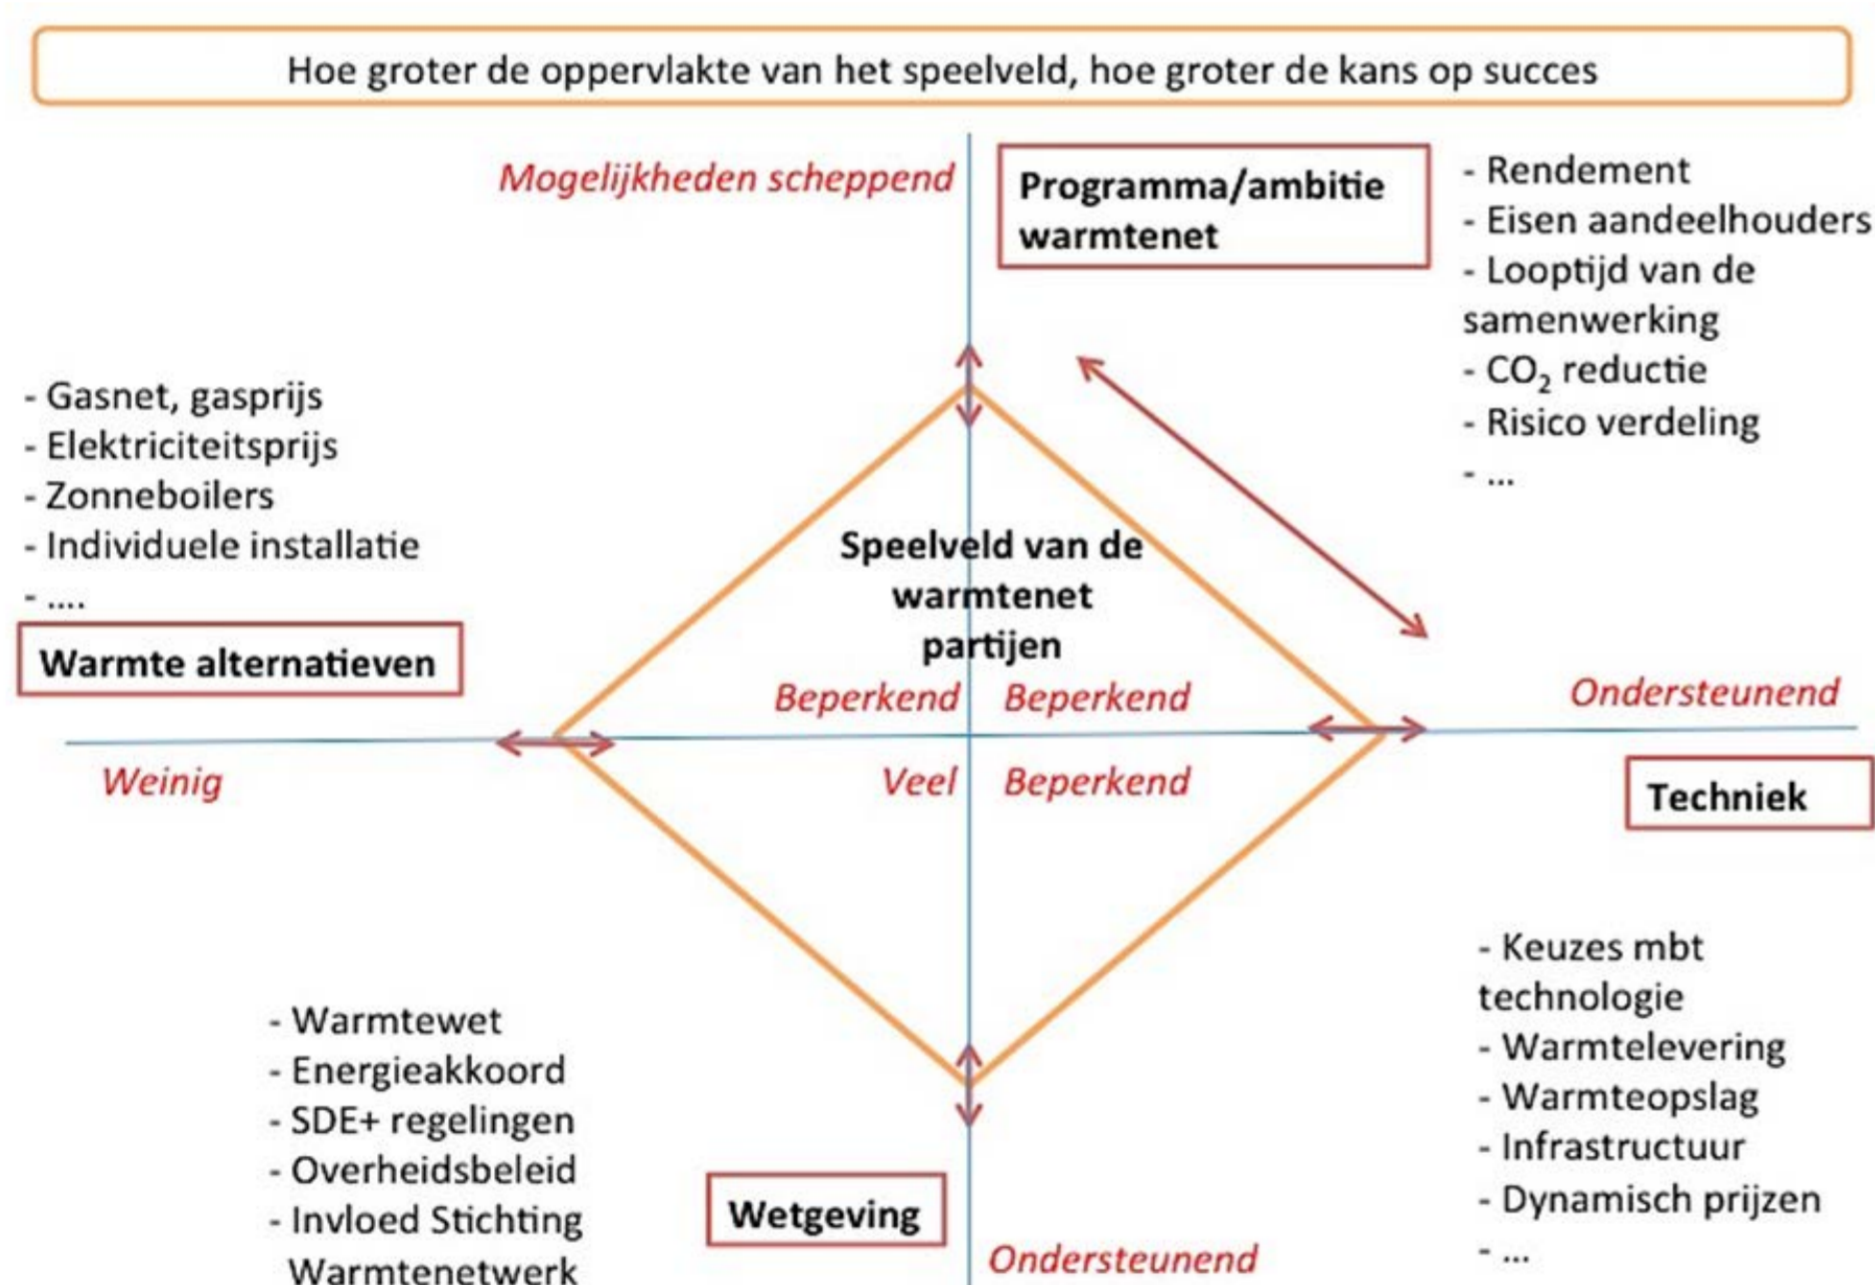 Hoe groter de oppervlakte van het speelveld, hoe groter de kans op succes
Mogelijkheden scheppend
Programma/ambitie
warmtenet
- Rendement
- Eisen aandeelhouders
- Looptijd van de
samenwerking
- CO₂ reductie
- Risico verdeling
- ...
- Gasnet, gasprijs
- Elektriciteitsprijs
- Zonneboilers
- Individuele installatie
- ....
Warmte alternatieven
Speelveld van de
warmtenet
partijen
Beperkend
Beperkend
Ondersteunend
Weinig
Veel
Beperkend
Techniek
- Keuzes mbt
technologie
- Warmtelevering
- Warmteopslag
- Infrastructuur
- Dynamisch prijzen
- ...
- Warmtewet
- Energieakkoord
- SDE+ regelingen
- Overheidsbeleid
- Invloed Stichting
Warmtenetwerk
Wetgeving
Ondersteunend